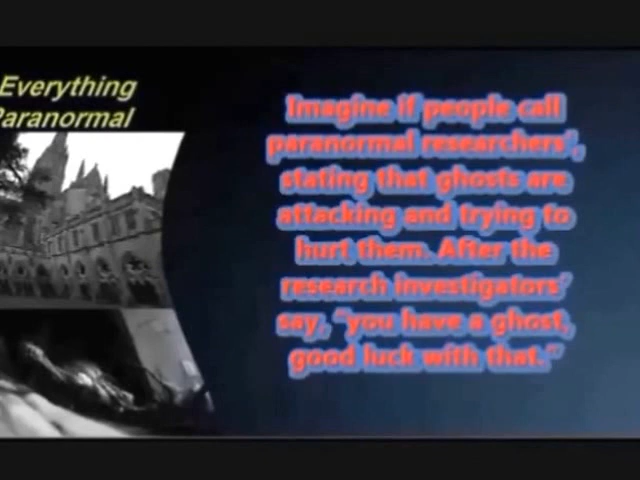 Everything
Paranormal
Imagine if people call
paranormal researchers',
stating that ghosts are
attacking and trying to
hurt them. After the
research investigators'
say, "you have a ghost,
good luck with that."